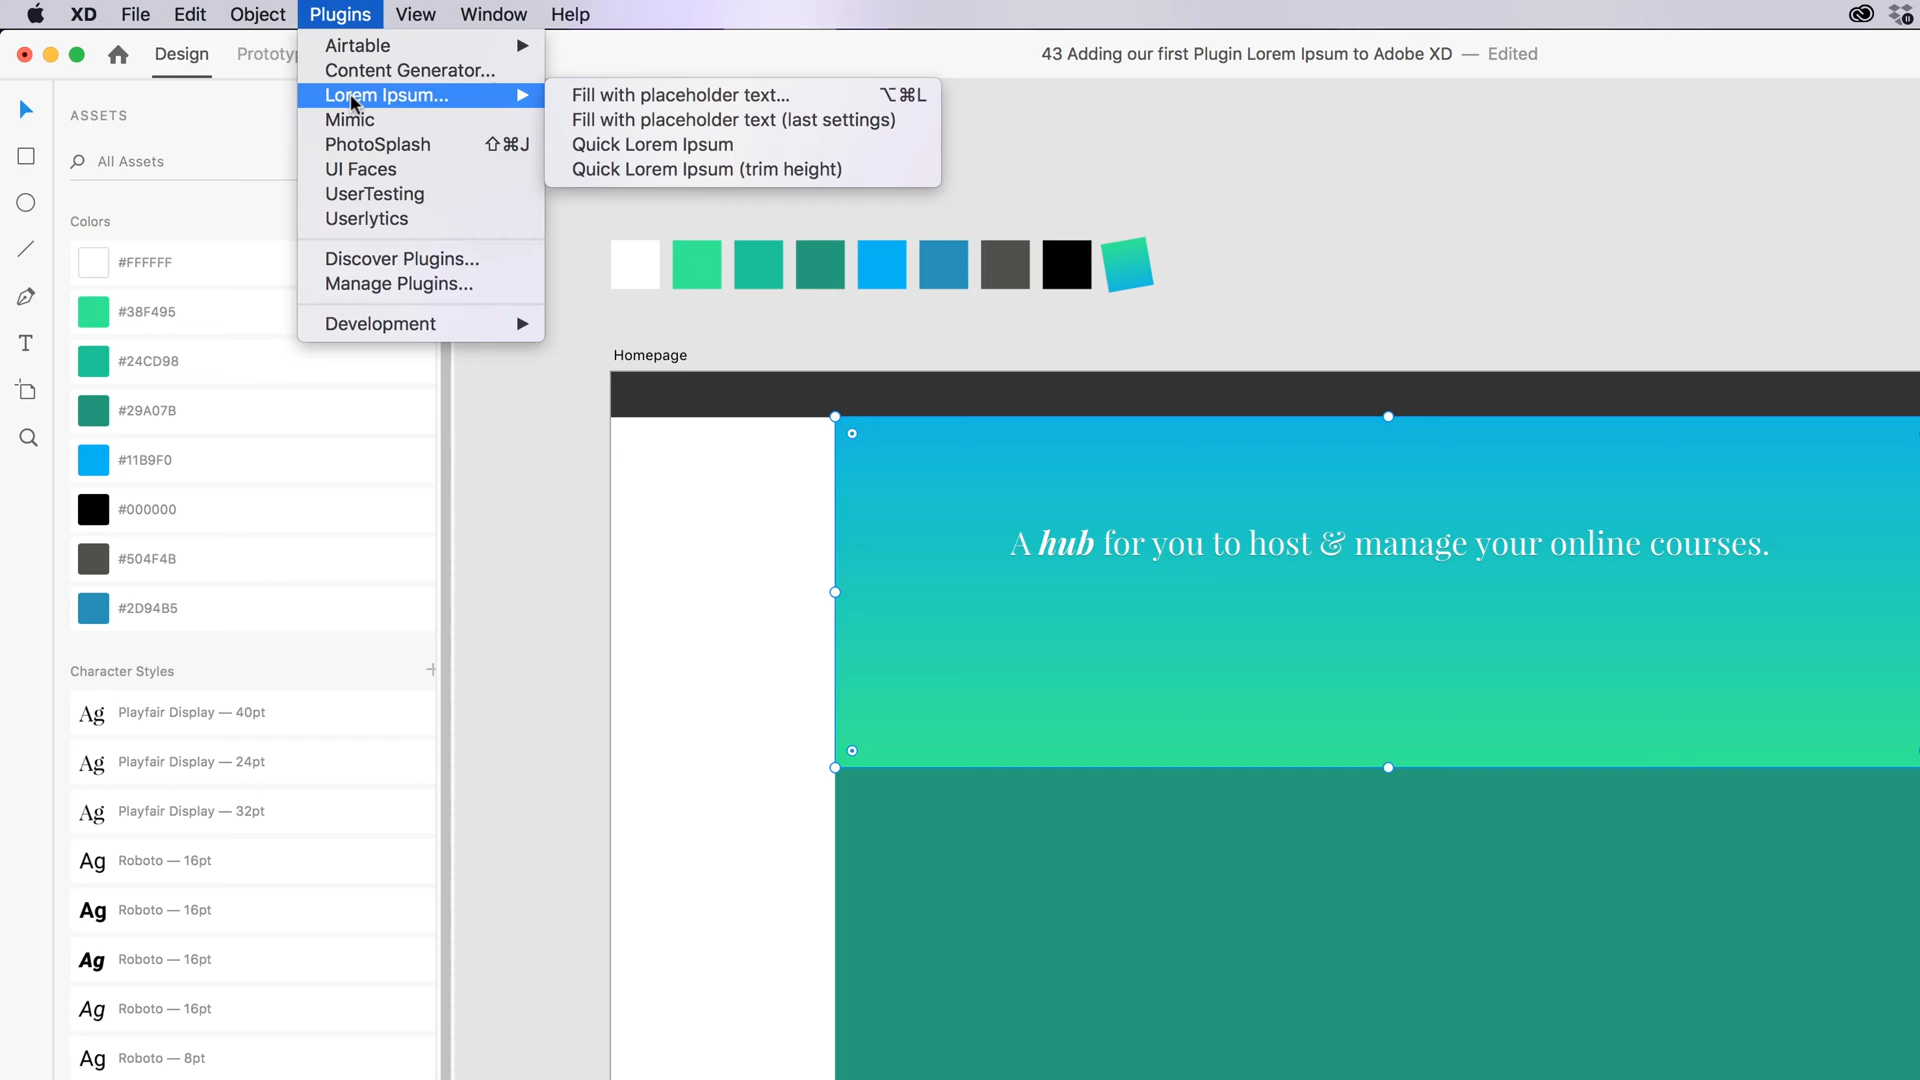 XD File Edit Object Plugins View Window Help
Design
43 Adding our first Plugin Lorem Ipsum to Adobe XD — Edited
Airtable
Content Generator...
Lorem Ipsum...
Mimic
PhotoSplash ⇧⌘J
UI Faces
UserTesting
Userlytics
Discover Plugins...
Manage Plugins...
Development
Fill with placeholder text... ⌥⌘L
Fill with placeholder text (last settings)
Quick Lorem Ipsum
Quick Lorem Ipsum (trim height)
ASSETS
All Assets
Colors
#FFFFFF
#38F495
#24CD98
#29A07B
#11B9F0
#000000
#504F4B
#2D94B5
Character Styles +
Ag Playfair Display — 40pt
Ag Playfair Display — 24pt
Ag Playfair Display — 32pt
Ag Roboto — 16pt
Ag Roboto — 16pt
Ag Roboto — 16pt
Ag Roboto — 16pt
Ag Roboto — 8pt
T
Homepage
A hub for you to host & manage your online courses.